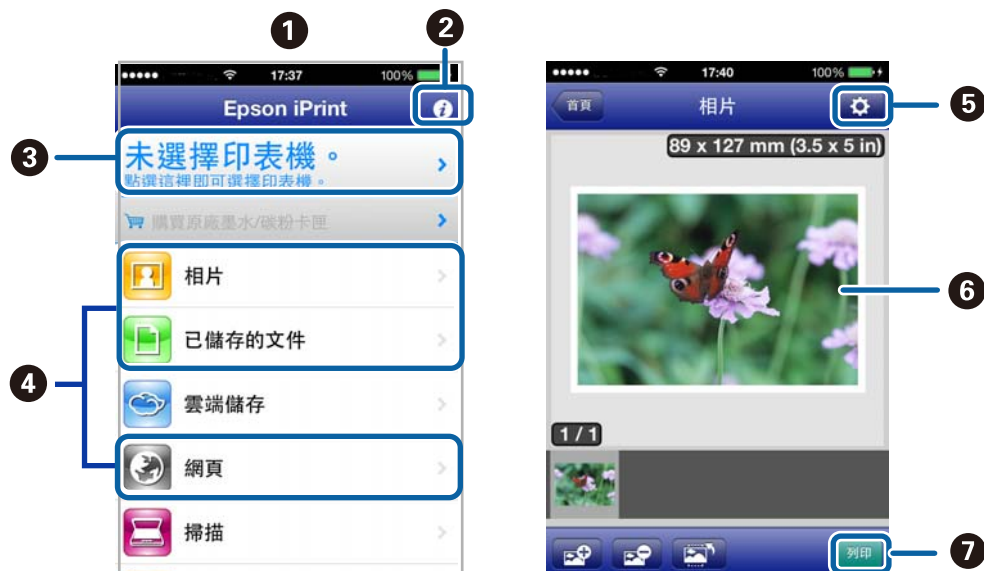 1
2
17:37
100%
Epson iPrint
3
未選擇印表機。
點選這裡即可選擇印表機。
購買原廠墨水/碳粉卡匣
相片
已儲存的文件
4
雲端儲存
網頁
掃描
17:40
100%
首頁
相片
5
89 x 127 mm (3.5 x 5 in)
6
1/1
列印
7